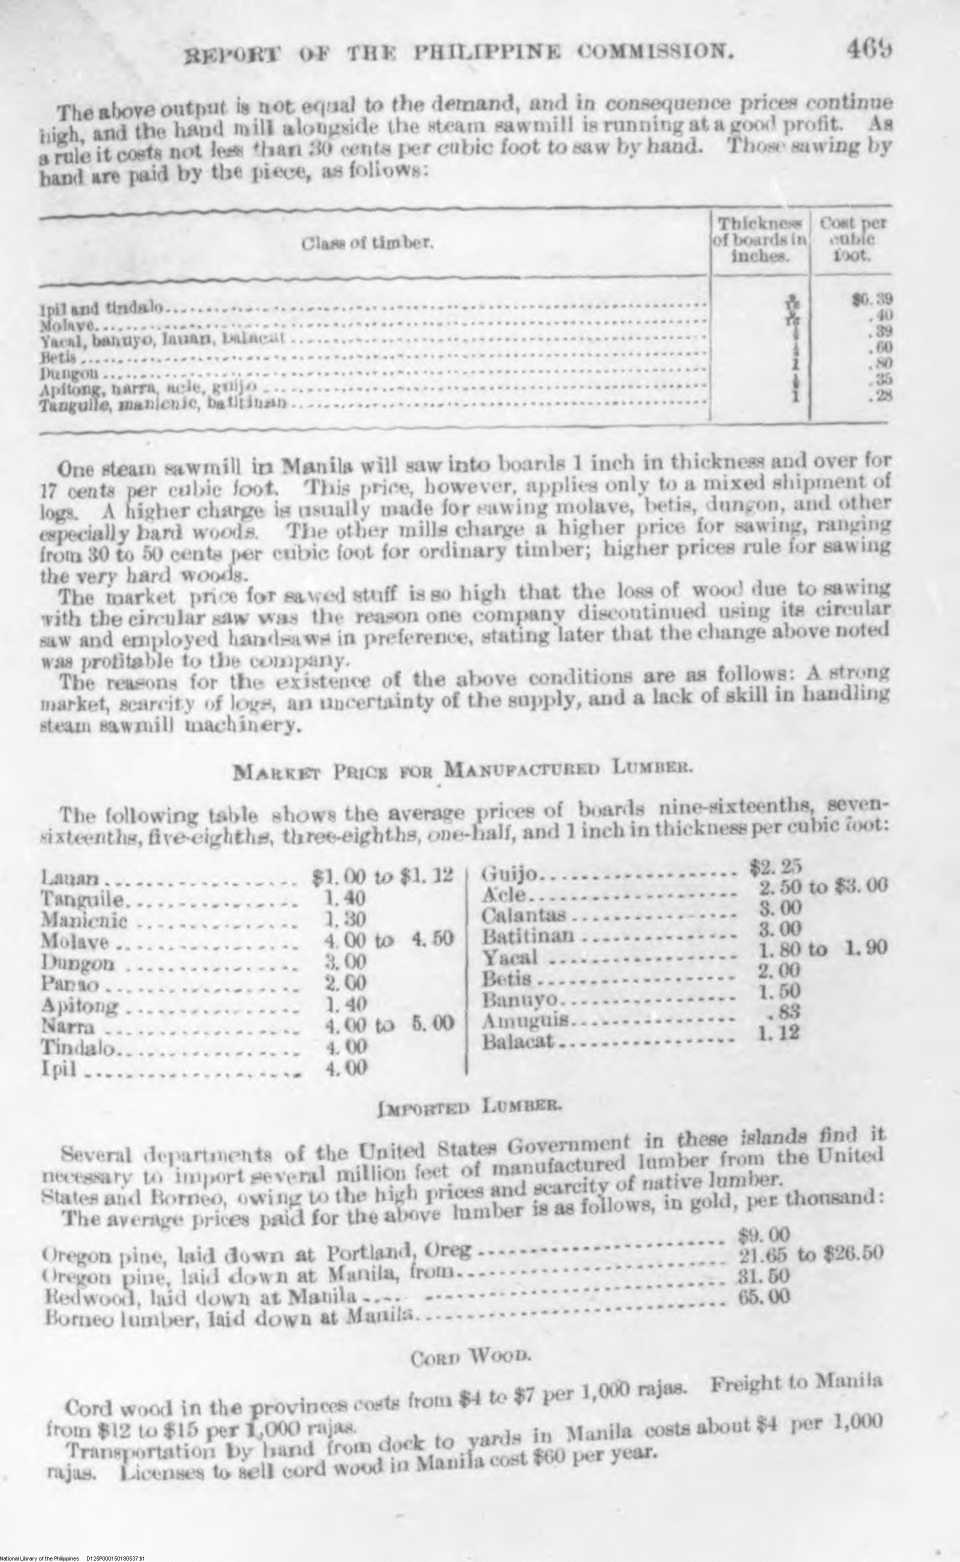 REPORT OF THE PHILIPPINE COMMISSION. 469
The above output is not equal to the demand, and in consequence prices continue
high, and the hand mill alongside the steam sawmill is running at a good profit. As
a rule it costs not less than 30 cents per cubic foot to saw by hand. Those sawing by
hand are paid by the piece, as follows:
Class of timber. Thickness of boards in inches. Cost per cubic foot.
Ipil and tindalo $0.39
Molave .40
Yacal, banuyo, lauan, balacat .39
Betis .60
Dungon 1 .80
Apitong, narra, acle, guijo .35
Tanguile, manicnic, batitinan 1 .28
One steam sawmill in Manila will saw into boards 1 inch in thickness and over for
17 cents per cubic foot. This price, however, applies only to a mixed shipment of
logs. A higher charge is usually made for sawing molave, betis, dungon, and other
especially hard woods. The other mills charge a higher price for sawing, ranging
from 30 to 50 cents per cubic foot for ordinary timber; higher prices rule for sawing
the very hard woods.
The market price for sawed stuff is so high that the loss of wood due to sawing
with the circular saw was the reason one company discontinued using its circular
saw and employed handsaws in preference, stating later that the change above noted
was profitable to the company.
The reasons for the existence of the above conditions are as follows: A strong
market, scarcity of logs, an uncertainty of the supply, and a lack of skill in handling
steam sawmill machinery.
MARKET PRICE FOR MANUFACTURED LUMBER.
The following table shows the average prices of boards nine-sixteenths, seven-
sixteenths, five-eighths, three-eighths, one-half, and 1 inch in thickness per cubic foot:
Lauan $1.00 to $1.12
Tanguile 1.40
Manicnic 1.30
Molave 4.00 to 4.50
Dungon 3.00
Panao 2.00
Apitong 1.40
Narra 4.00 to 5.00
Tindalo 4.00
Ipil 4.00
Guijo $2.25
Acle 2.50 to $3.00
Calantas 3.00
Batitinan 3.00
Yacal 1.80 to 1.90
Betis 2.00
Banuyo 1.50
Amuguis .83
Balacat 1.12
IMPORTED LUMBER.
Several departments of the United States Government in these islands find it
necessary to import several million feet of manufactured lumber from the United
States and Borneo, owing to the high prices and scarcity of native lumber.
The average prices paid for the above lumber is as follows, in gold, per thousand:
Oregon pine, laid down at Portland, Oreg $9.00
Oregon pine, laid down at Manila, from 21.65 to $26.50
Redwood, laid down at Manila 31.50
Borneo lumber, laid down at Manila 65.00
CORD WOOD.
Cord wood in the provinces costs from $4 to $7 per 1,000 rajas. Freight to Manila
from $12 to $15 per 1,000 rajas.
Transportation by hand from dock to yards in Manila costs about $4 per 1,000
rajas. Licenses to sell cord wood in Manila cost $60 per year.
National Library of the Philippines